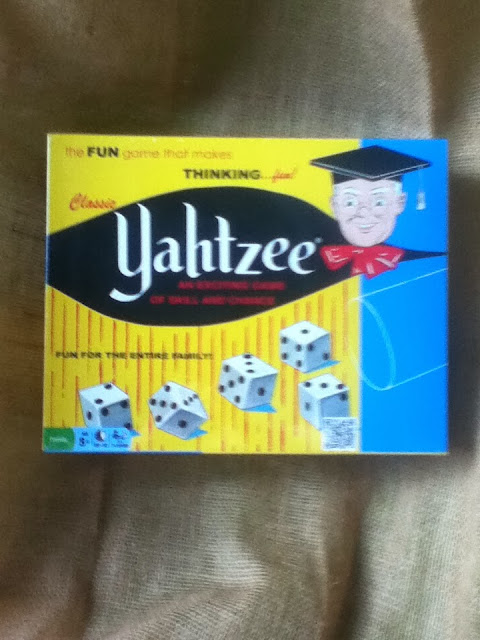 the FUN game that makes
THINKING...fun!
Classic
Yahtzee®
AN EXCITING GAME
OF SKILL AND CHANCE
FUN FOR THE ENTIRE FAMILY!
8+